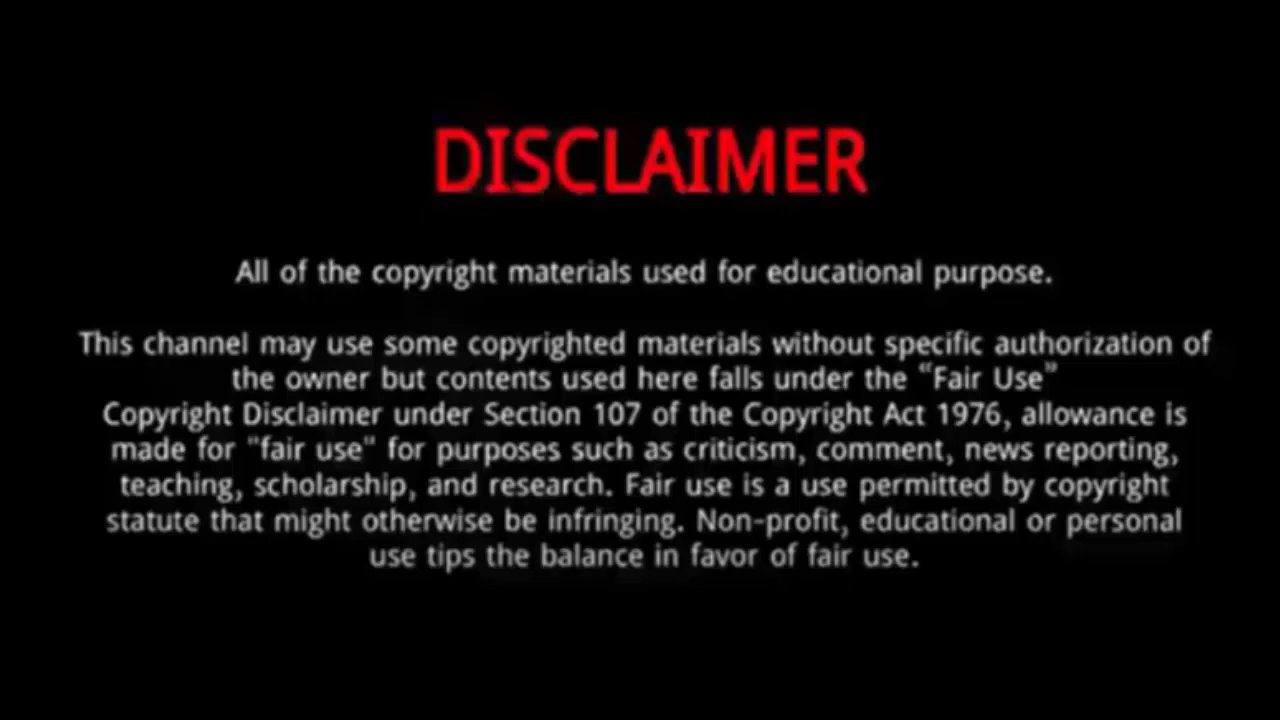 DISCLAIMER
All of the copyright materials used for educational purpose.
This channel may use some copyrighted materials without specific authorization of
the owner but contents used here falls under the “Fair Use”
Copyright Disclaimer under Section 107 of the Copyright Act 1976, allowance is
made for "fair use" for purposes such as criticism, comment, news reporting,
teaching, scholarship, and research. Fair use is a use permitted by copyright
statute that might otherwise be infringing. Non-profit, educational or personal
use tips the balance in favor of fair use.